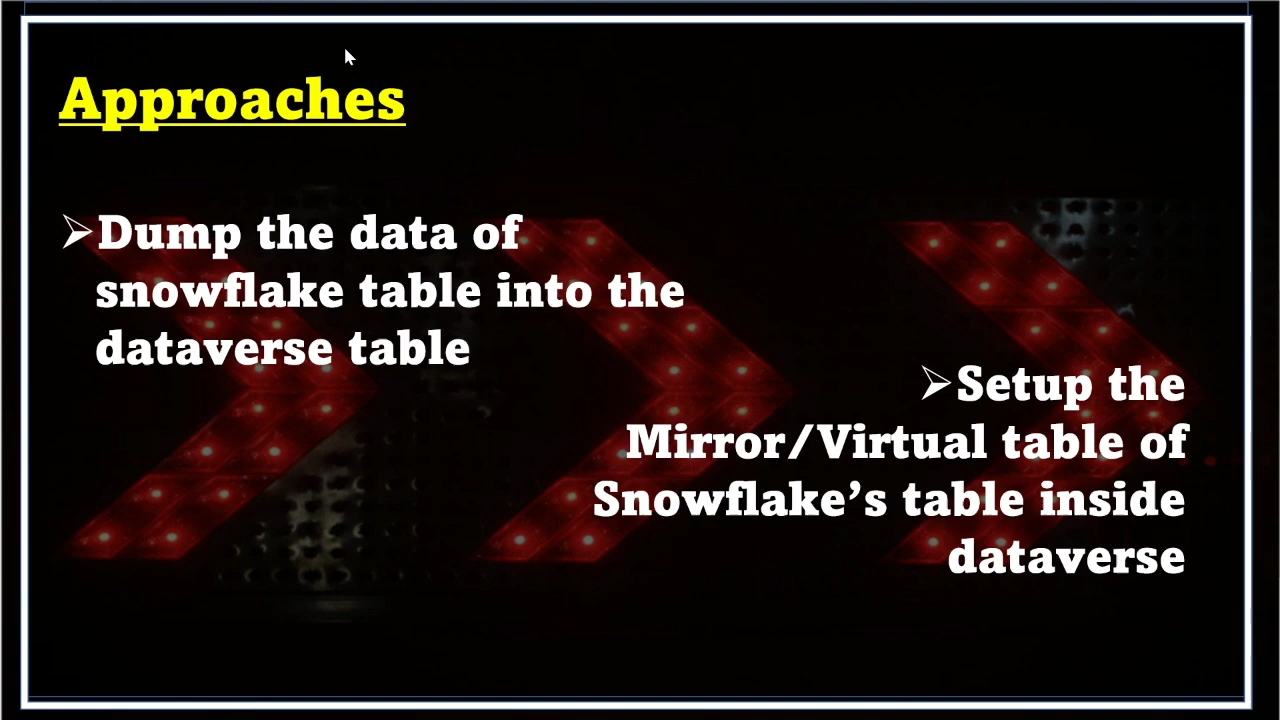 Approaches
➢Dump the data of
snowflake table into the
dataverse table
➢Setup the
Mirror/Virtual table of
Snowflake’s table inside
dataverse